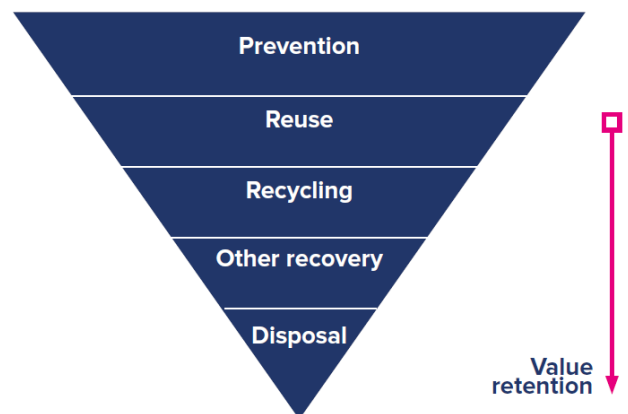 Prevention
Reuse
Recycling
Other recovery
Disposal
Value
retention